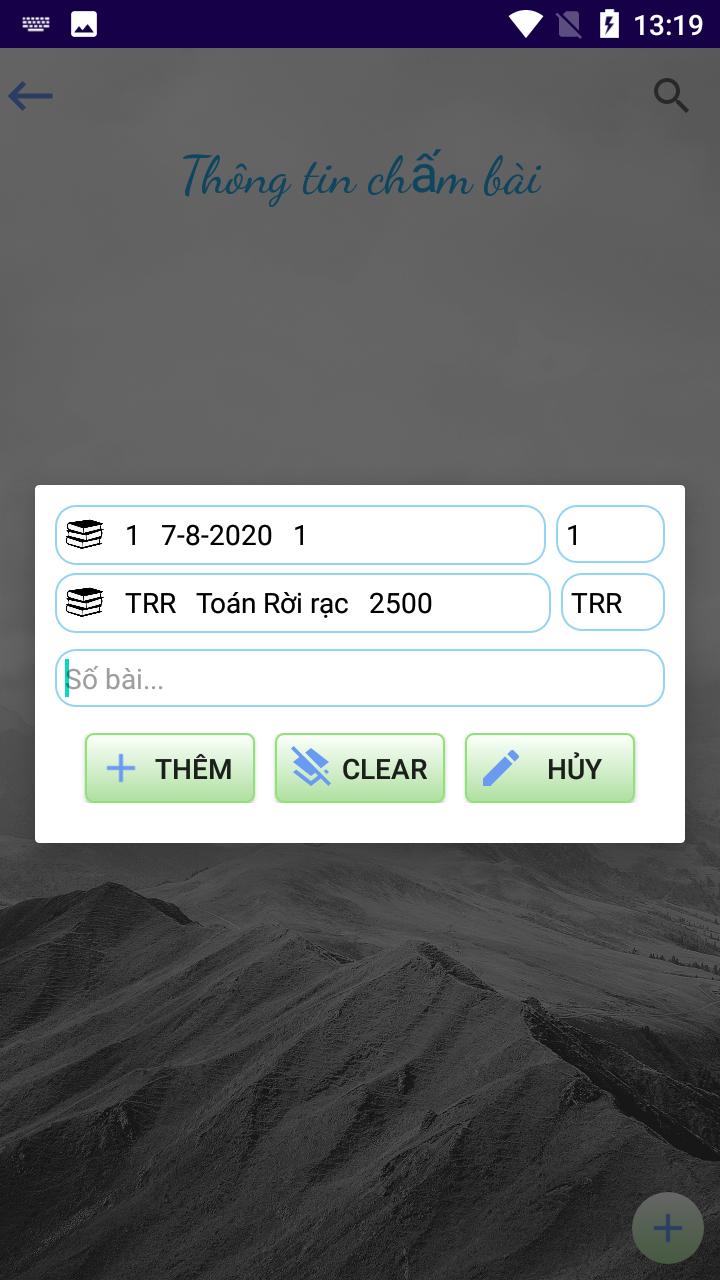 13:19
Thông tin chấm bài
1 7-8-2020 1 1
TRR Toán Rời rạc 2500 TRR
Số bài...
THÊM CLEAR HỦY